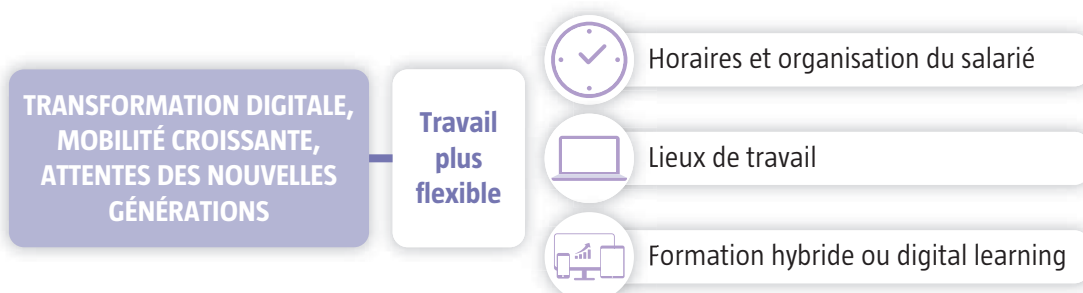 TRANSFORMATION DIGITALE,
MOBILITÉ CROISSANTE,
ATTENTES DES NOUVELLES
GÉNÉRATIONS
Travail
plus
flexible
Horaires et organisation du salarié
Lieux de travail
Formation hybride ou digital learning